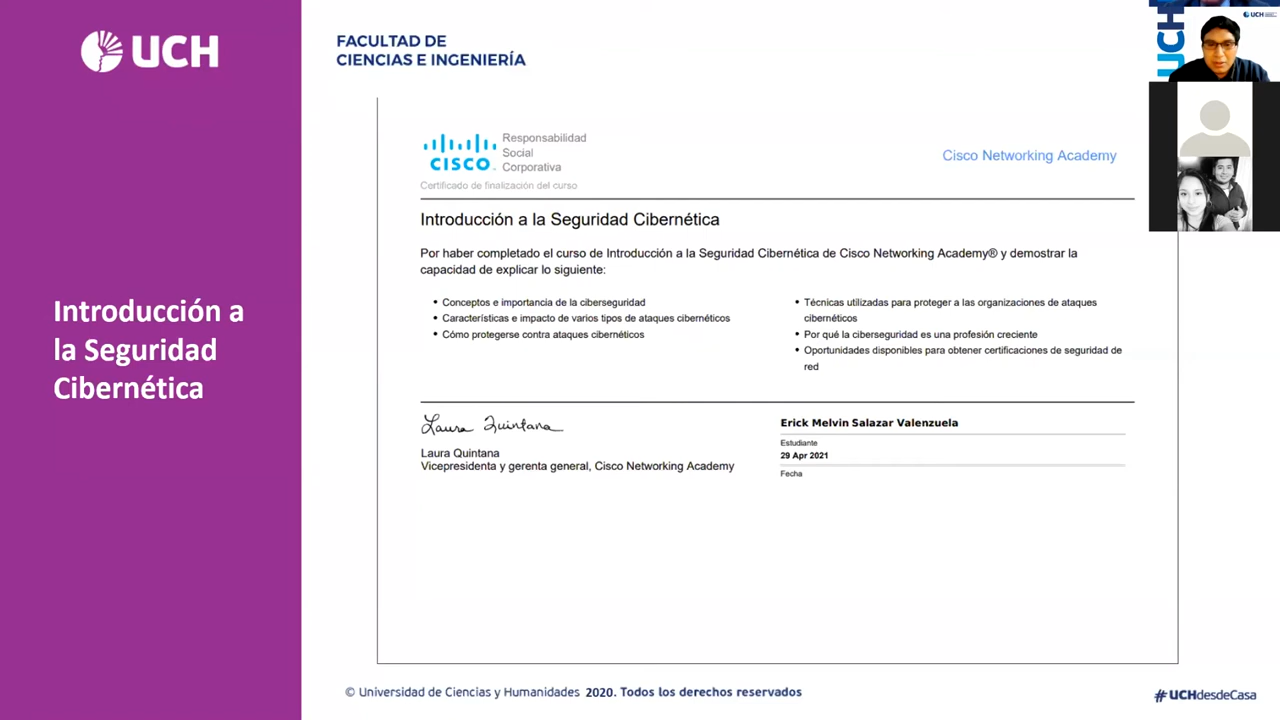 UCH
Introducción a
la Seguridad
Cibernética
FACULTAD DE
CIENCIAS E INGENIERÍA
CISCO
Responsabilidad
Social
Corporativa
Certificado de finalización del curso
Cisco Networking Academy
Introducción a la Seguridad Cibernética
Por haber completado el curso de Introducción a la Seguridad Cibernética de Cisco Networking Academy® y demostrar la
capacidad de explicar lo siguiente:
• Conceptos e importancia de la ciberseguridad
• Características e impacto de varios tipos de ataques cibernéticos
• Cómo protegerse contra ataques cibernéticos
• Técnicas utilizadas para proteger a las organizaciones de ataques
cibernéticos
• Por qué la ciberseguridad es una profesión creciente
• Oportunidades disponibles para obtener certificaciones de seguridad de
red
Laura Quintana
Laura Quintana
Vicepresidenta y gerenta general, Cisco Networking Academy
Erick Melvin Salazar Valenzuela
Estudiante
29 Apr 2021
Fecha
© Universidad de Ciencias y Humanidades 2020. Todos los derechos reservados
#UCHdesdeCasa
UCH
UCH